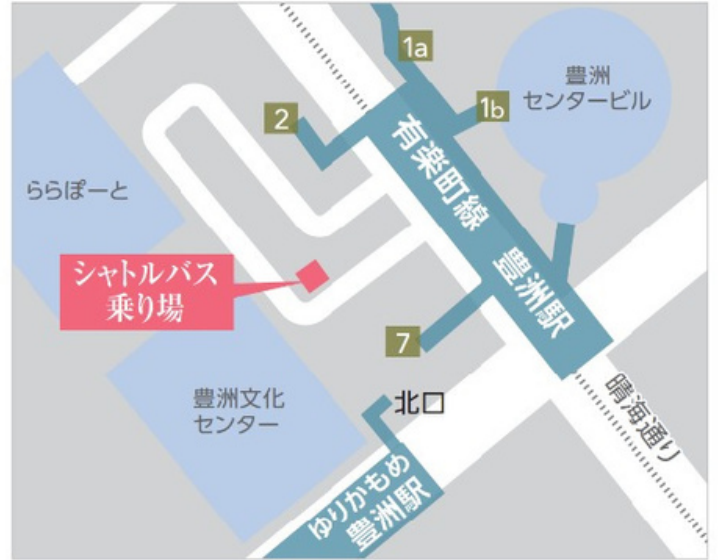 1a
豊洲
センタービル
1b
2
有楽町線 豊洲駅
ららぽーと
シャトルバス
乗り場
7
豊洲文化
センター
北口
晴海通り
ゆりかもめ
豊洲駅